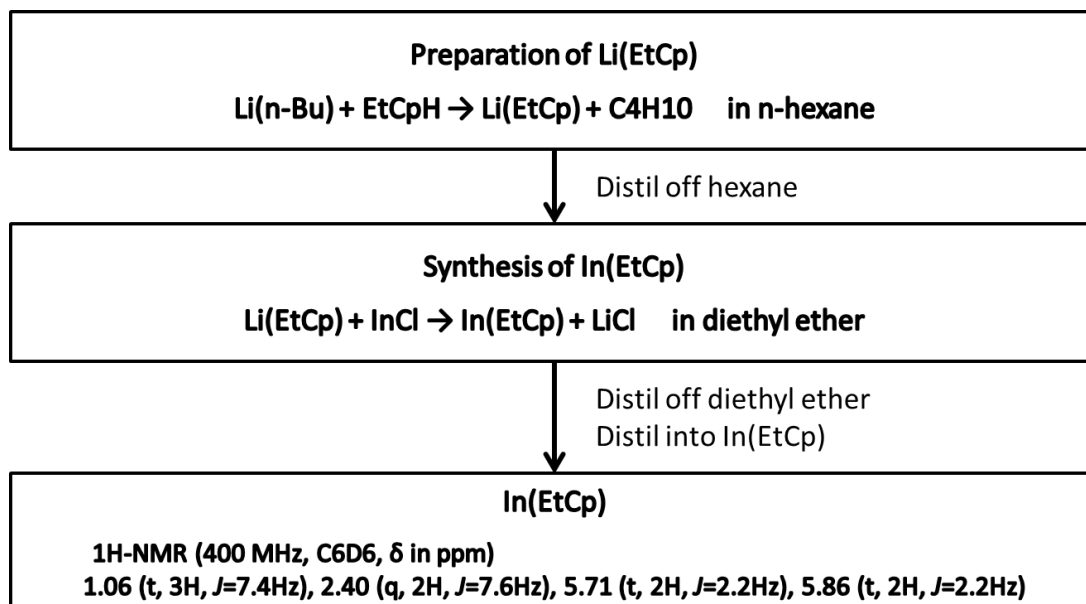 Preparation of Li(EtCp)
Li(n-Bu) + EtCpH → Li(EtCp) + C4H10 in n-hexane
Distil off hexane
Synthesis of In(EtCp)
Li(EtCp) + InCl → In(EtCp) + LiCl in diethyl ether
Distil off diethyl ether
Distil into In(EtCp)
In(EtCp)
1H-NMR (400 MHz, C6D6, δ in ppm)
1.06 (t, 3H, J=7.4Hz), 2.40 (q, 2H, J=7.6Hz), 5.71 (t, 2H, J=2.2Hz), 5.86 (t, 2H, J=2.2Hz)